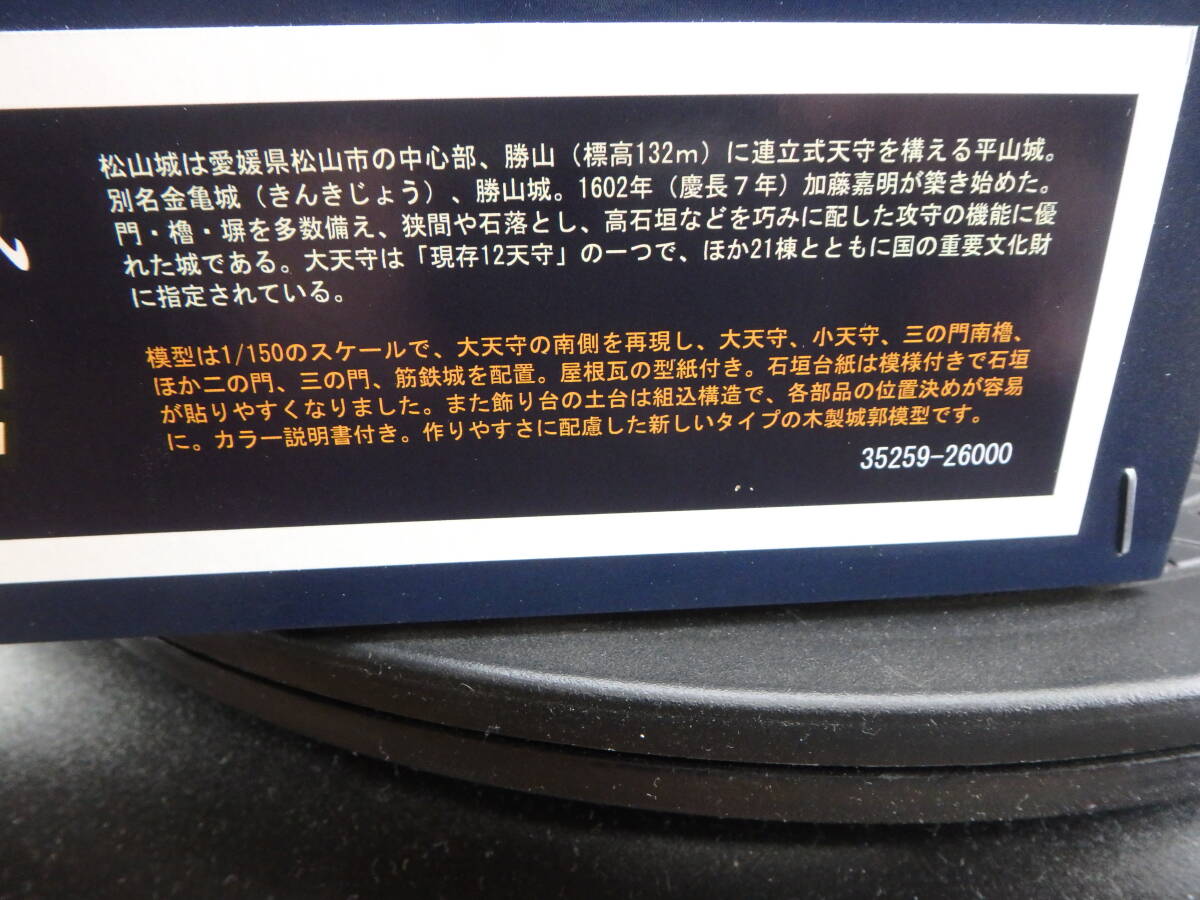 松山城は愛媛県松山市の中心部、勝山（標高132m）に連立式天守を構える平山城。
別名金亀城（きんきじょう）、勝山城。1602年（慶長７年）加藤嘉明が築き始めた。
門・櫓・塀を多数備え、狭間や石落とし、高石垣などを巧みに配した攻守の機能に優
れた城である。大天守は「現存12天守」の一つで、ほか21棟とともに国の重要文化財
に指定されている。
模型は1/150のスケールで、大天守の南側を再現し、大天守、小天守、三の門南櫓、
ほか二の門、三の門、筋鉄城を配置。屋根瓦の型紙付き。石垣台紙は模様付きで石垣
が貼りやすくなりました。また飾り台の土台は組込構造で、各部品の位置決めが容易
に。カラー説明書付き。作りやすさに配慮した新しいタイプの木製城郭模型です。
35259-26000